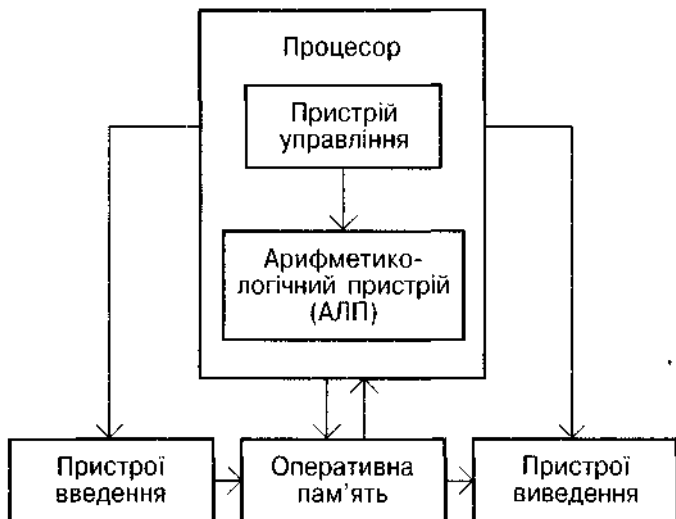 Процесор
Пристрій
управління
Арифметико-
логічний пристрій
(АЛП)
Пристрої
введення
Оперативна
пам'ять
Пристрої
виведення